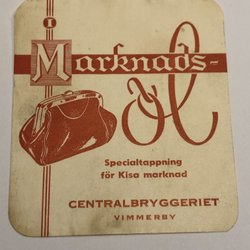 I
Marknads-
öl
Specialtappning
för Kisa marknad
CENTRALBRYGGERIET
VIMMERBY